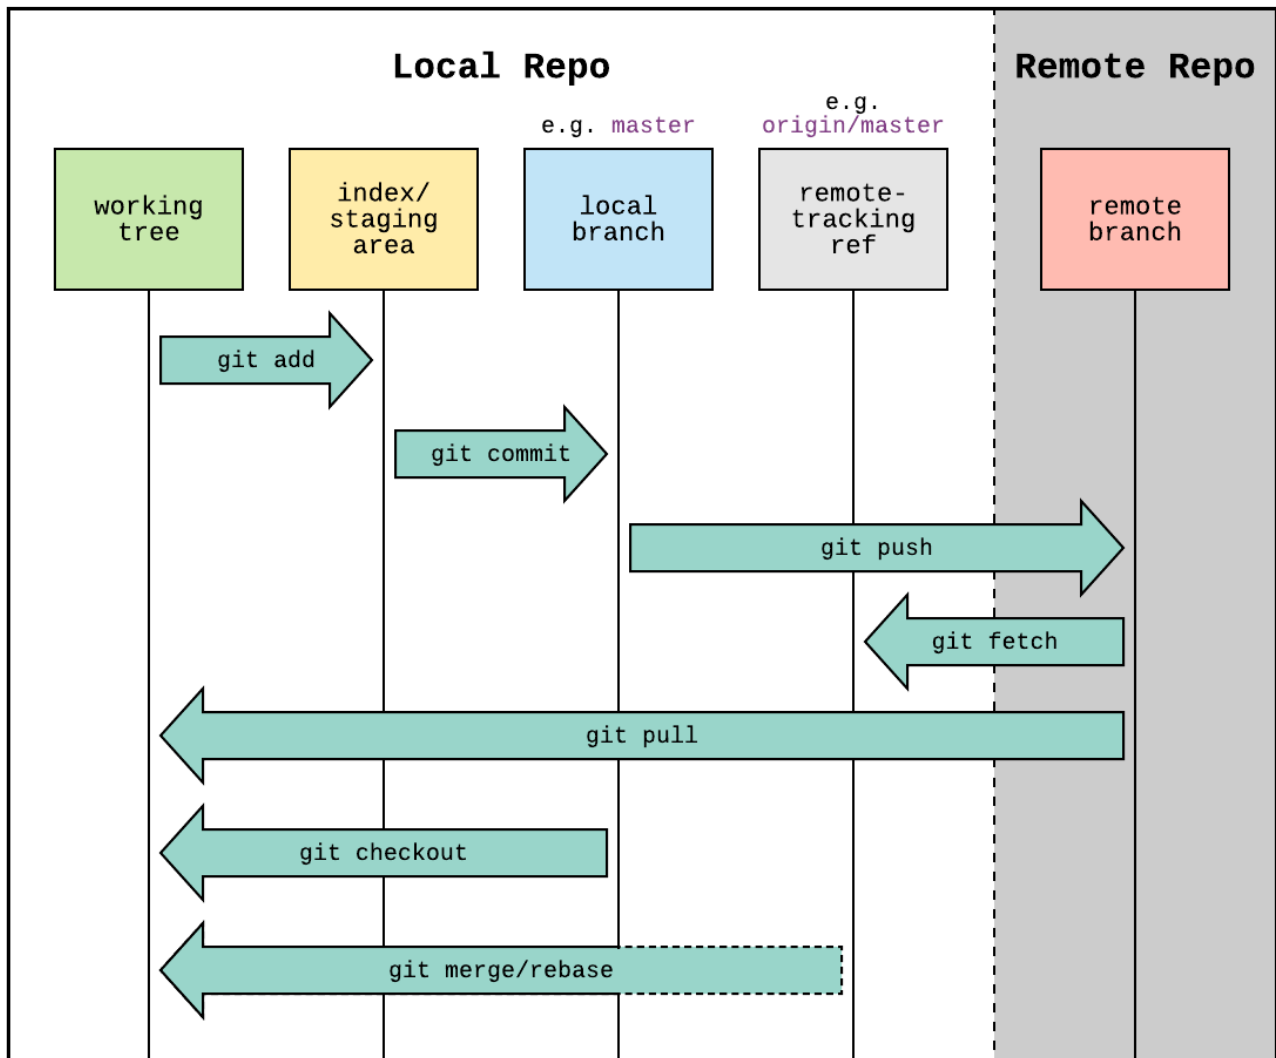 Local Repo
Remote Repo
e.g. master
e.g.
origin/master
working
tree
index/
staging
area
local
branch
remote-
tracking
ref
remote
branch
git add
git commit
git push
git fetch
git pull
git checkout
git merge/rebase